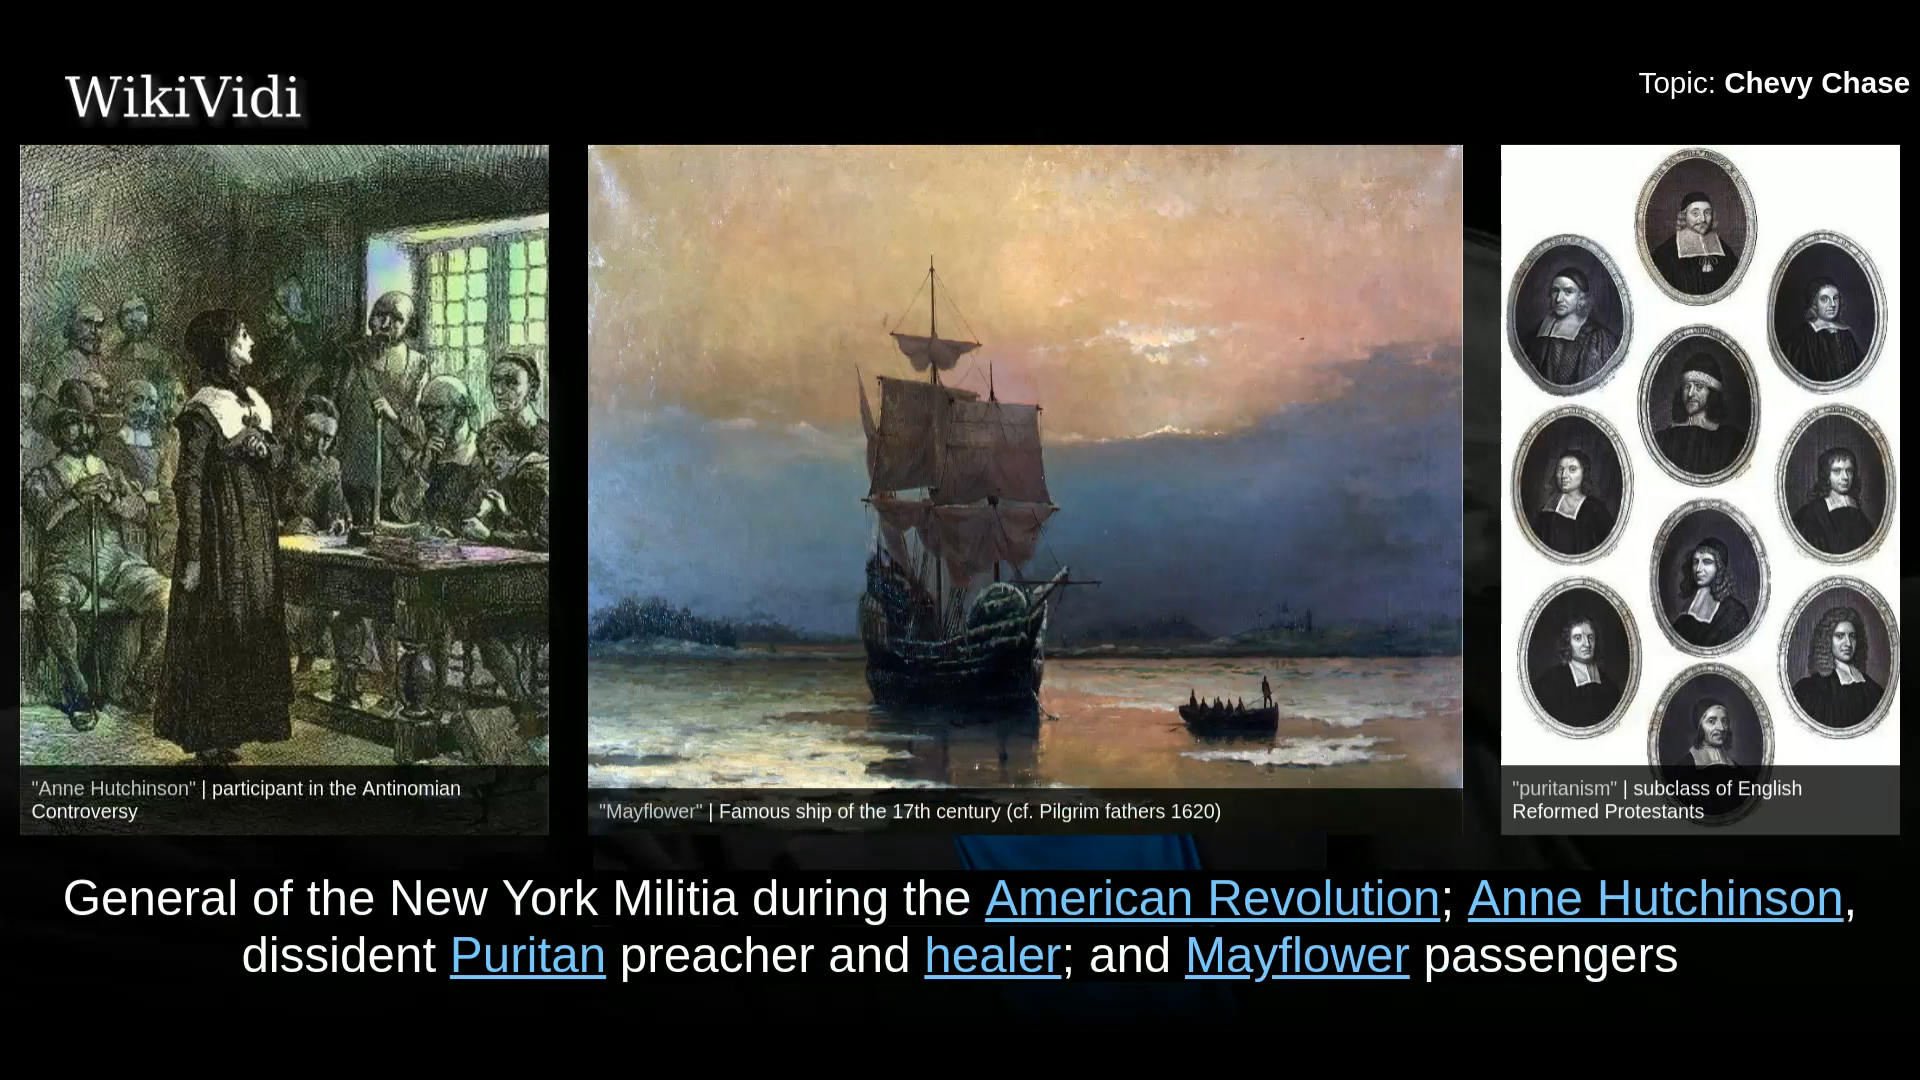 WikiVidi
Topic: Chevy Chase
"Anne Hutchinson" | participant in the Antinomian
Controversy
"Mayflower" | Famous ship of the 17th century (cf. Pilgrim fathers 1620)
"puritanism" | subclass of English
Reformed Protestants
General of the New York Militia during the American Revolution; Anne Hutchinson,
dissident Puritan preacher and healer; and Mayflower passengers